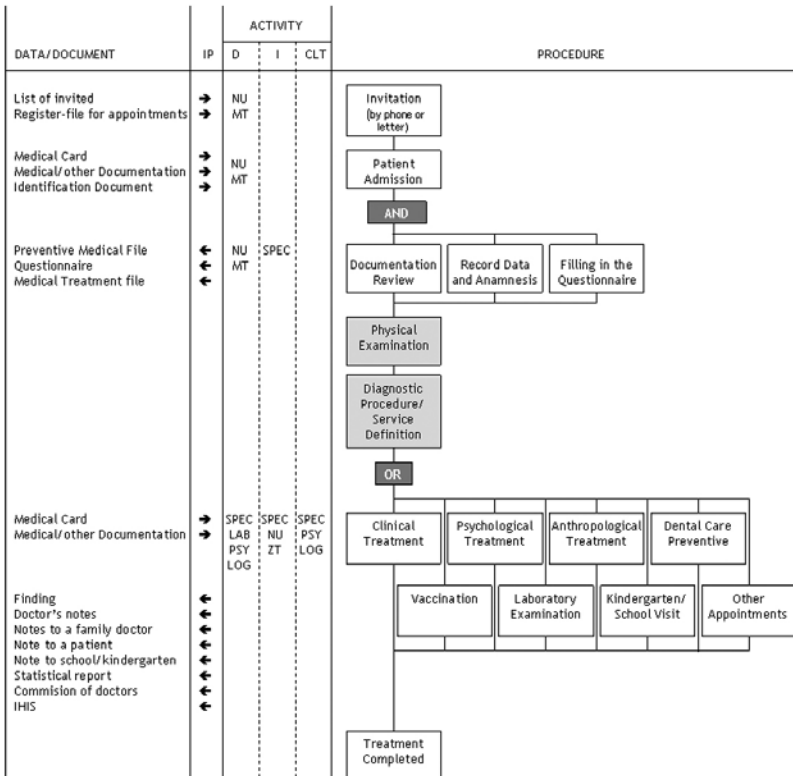 ACTIVITY
DATA/DOCUMENT IP D I CLT PROCEDURE
List of invited → NU
Register-file for appointments → MT
Invitation
(by phone or
letter)
Medical Card →
Medical/other Documentation → NU
Identification Document → MT
Patient
Admission
AND
Preventive Medical File ← NU SPEC
Questionnaire ← MT
Medical Treatment file ←
Documentation
Review
Record Data
and Anamnesis
Filling in the
Questionnaire
Physical
Examination
Diagnostic
Procedure/
Service
Definition
OR
Medical Card → SPEC SPEC SPEC
Medical/other Documentation → LAB NU PSY
PSY ZT LOG
LOG
Clinical
Treatment
Psychological
Treatment
Anthropological
Treatment
Dental Care
Preventive
Vaccination
Laboratory
Examination
Kindergarten/
School Visit
Other
Appointments
Finding ←
Doctor's notes ←
Notes to a family doctor ←
Note to a patient ←
Note to school/kindergarten ←
Statistical report ←
Commision of doctors ←
IHIS ←
Treatment
Completed